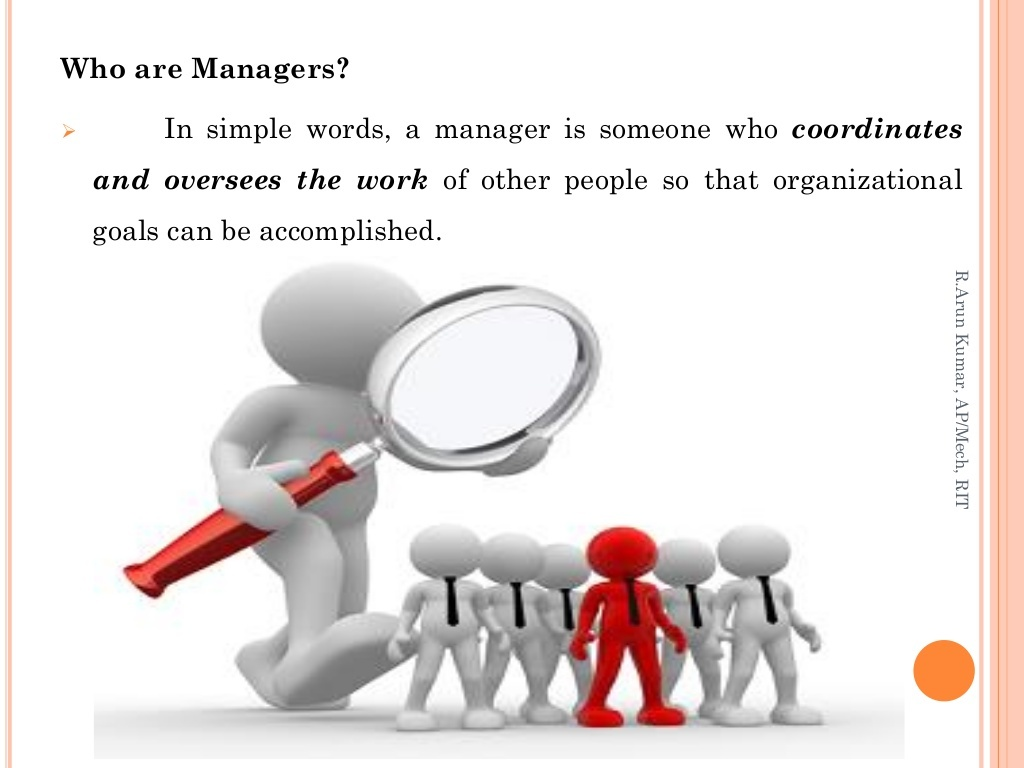 Who are Managers?
➢ In simple words, a manager is someone who coordinates
and oversees the work of other people so that organizational
goals can be accomplished.
R.Arun Kumar, AP/Mech, RIT